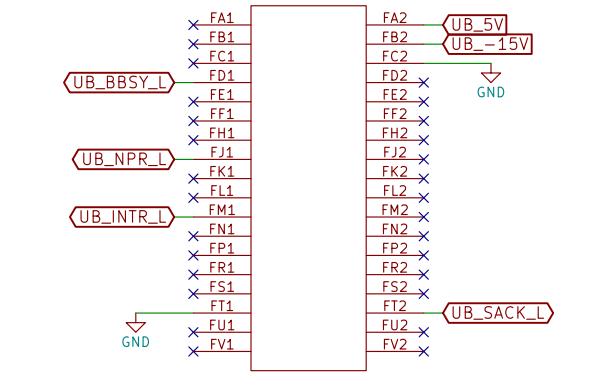 FA1 FA2 UB_5V
FB1 FB2 UB_-15V
FC1 FC2
UB_BBSY_L FD1 FD2
GND
FE1 FE2
FF1 FF2
FH1 FH2
UB_NPR_L FJ1 FJ2
FK1 FK2
FL1 FL2
UB_INTR_L FM1 FM2
FN1 FN2
FP1 FP2
FR1 FR2
FS1 FS2
FT1 FT2 UB_SACK_L
FU1 FU2
GND
FV1 FV2